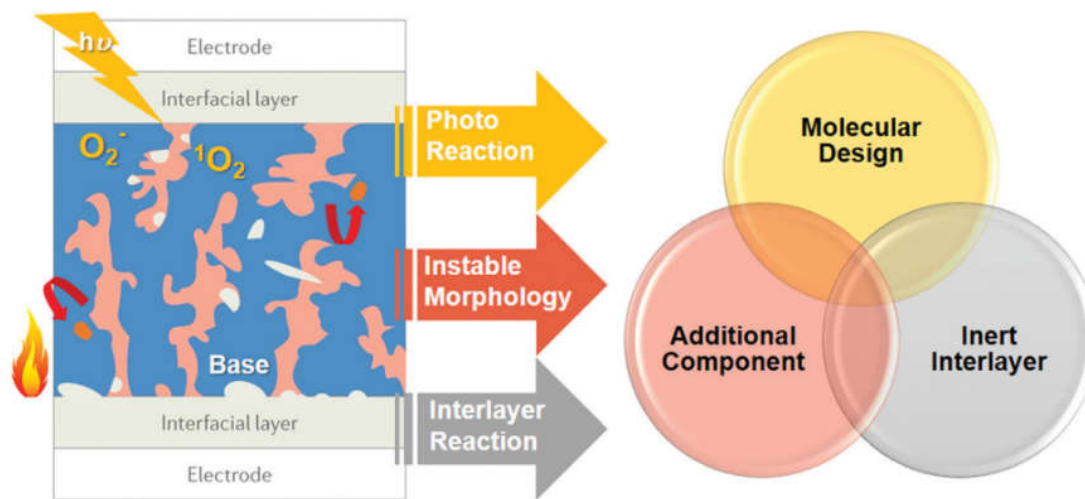 hν
Electrode
Interfacial layer
O₂⁻
¹O₂
Base
Interfacial layer
Electrode
Photo
Reaction
Instable
Morphology
Interlayer
Reaction
Molecular
Design
Additional
Component
Inert
Interlayer